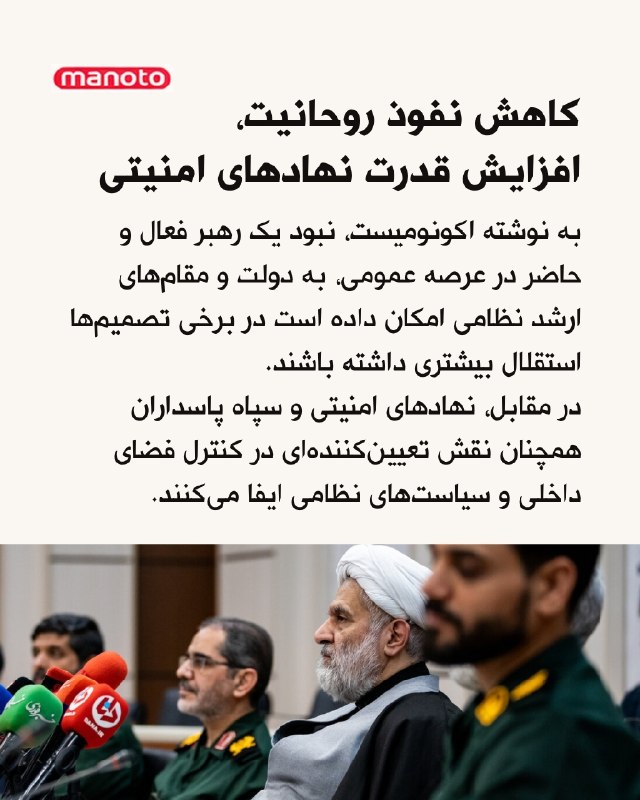 manoto
کاهش نفوذ روحانیت،
افزایش قدرت نهادهای امنیتی
به نوشته اکونومیست، نبود یک رهبر فعال و
حاضر در عرصه عمومی، به دولت و مقام‌های
ارشد نظامی امکان داده است در برخی تصمیم‌ها
استقلال بیشتری داشته باشند.
در مقابل، نهادهای امنیتی و سپاه پاسداران
همچنان نقش تعیین‌کننده‌ای در کنترل فضای
داخلی و سیاست‌های نظامی ایفا می‌کنند.